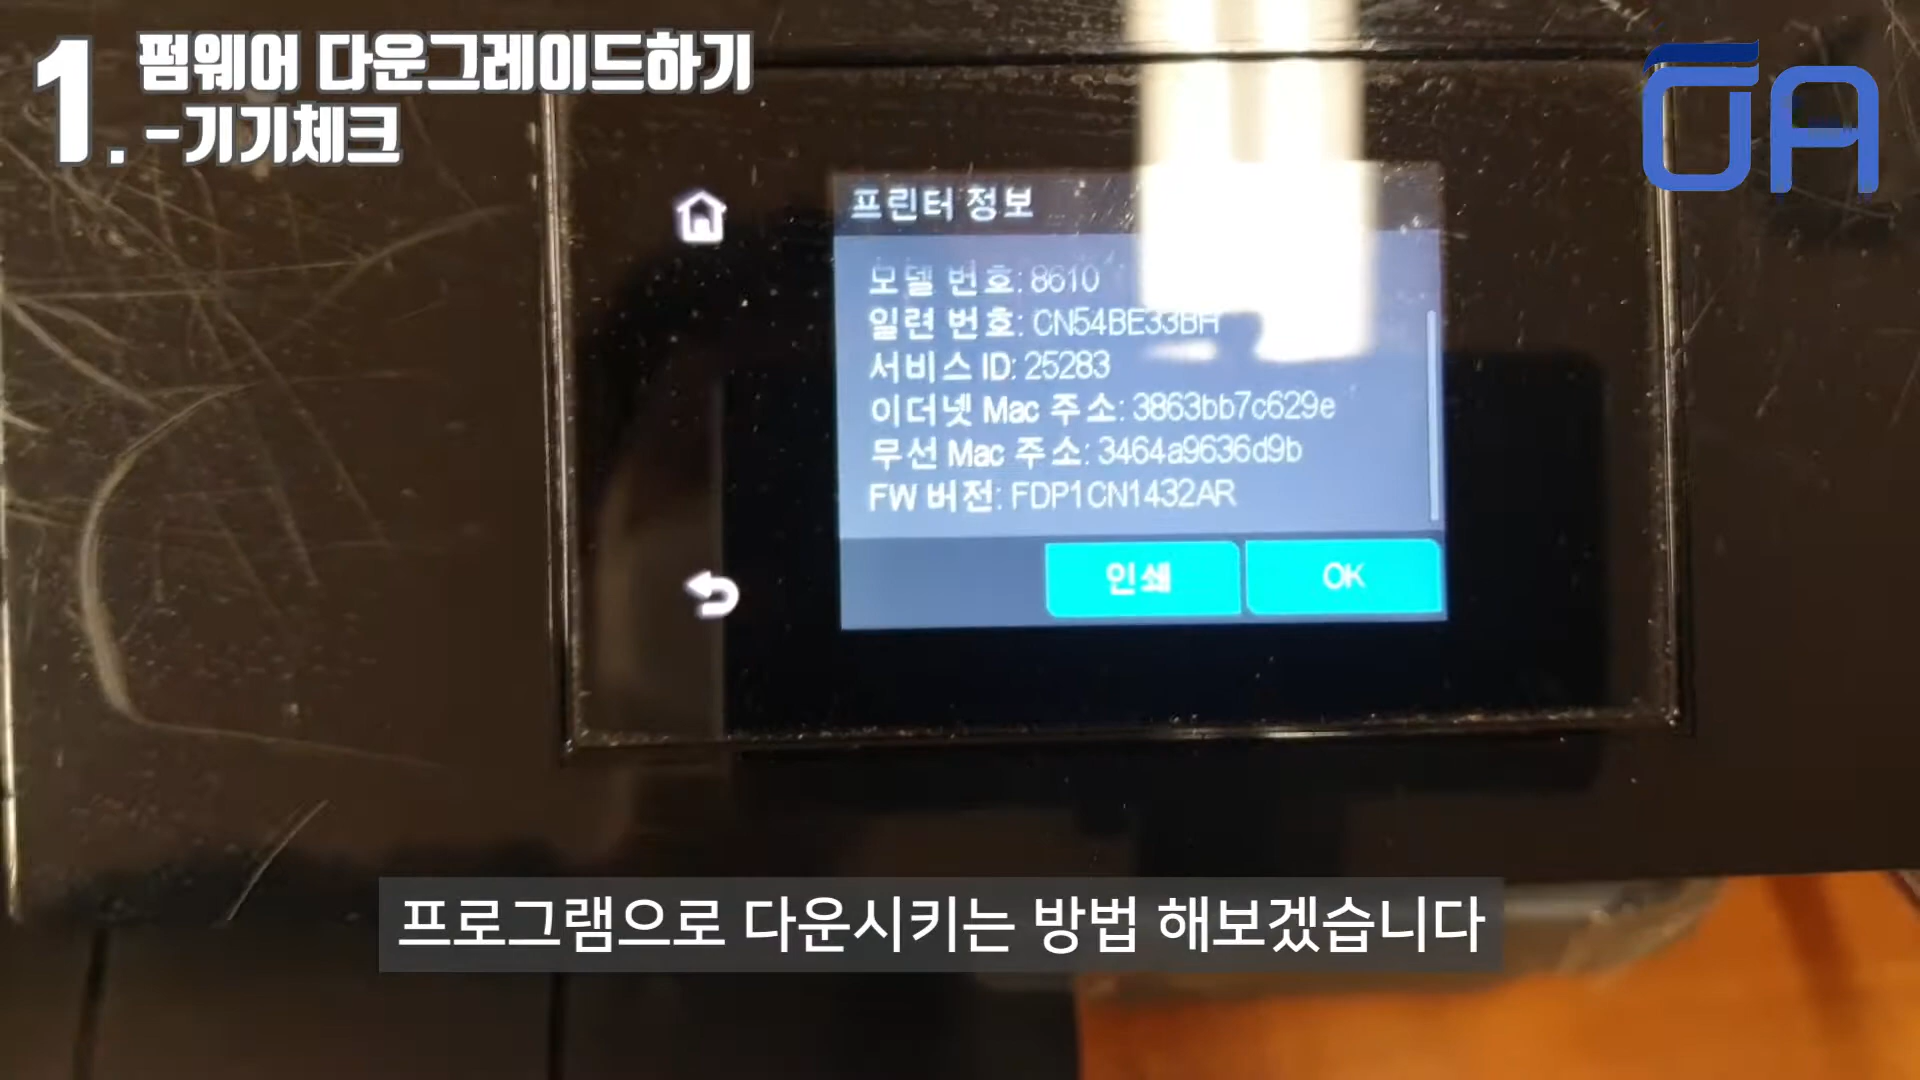 1. 펌웨어 다운그레이드하기
-기기체크
프린터 정보
모델 번호: 8610
일련 번호: CN54BE33BH
서비스 ID: 25283
이더넷 Mac 주소: 3863bb7c629e
무선 Mac 주소: 3464a9636d9b
FW 버전: FDP1CN1432AR
인쇄
OK
프로그램으로 다운시키는 방법 해보겠습니다